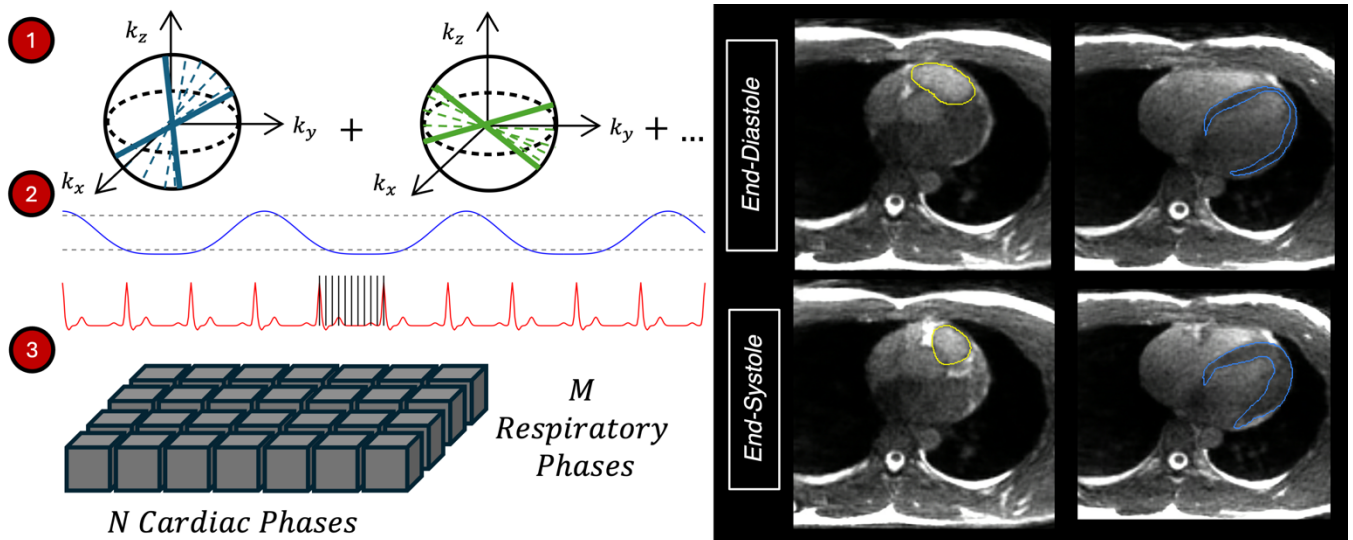 1
k_z
k_y
k_x
+
k_z
k_y
k_x
+ ...
2
3
M
Respiratory
Phases
N Cardiac Phases
End-Diastole
End-Systole